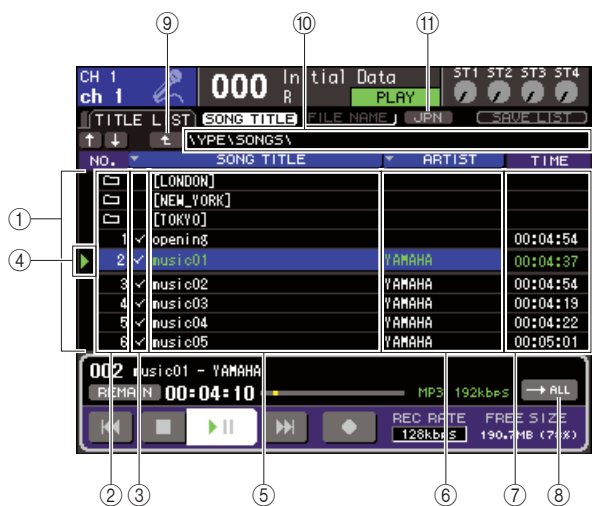 ⑨ ⑩ ⑪
CH 1
ch 1
000
Initial Data
R
PLAY
ST1 ST2 ST3 ST4
TITLE LIST
SONG TITLE
FILE NAME
JPN
SAVE LIST
\YPE\SONGS\
NO. SONG TITLE ARTIST TIME
[LONDON]
[NEW_YORK]
[TOKYO]
1 ✓ opening 00:04:54
2 ✓ music01 YAMAHA 00:04:37
3 ✓ music02 YAMAHA 00:04:54
4 ✓ music03 YAMAHA 00:04:19
5 ✓ music04 YAMAHA 00:04:22
6 ✓ music05 YAMAHA 00:05:01
① ④
002 music01 - YAMAHA
REMAIN 00:04:10
MP3 192kbps
→ ALL
REC RATE
128kbps
FREE SIZE
190.7MB
② ③ ⑤ ⑥ ⑦ ⑧